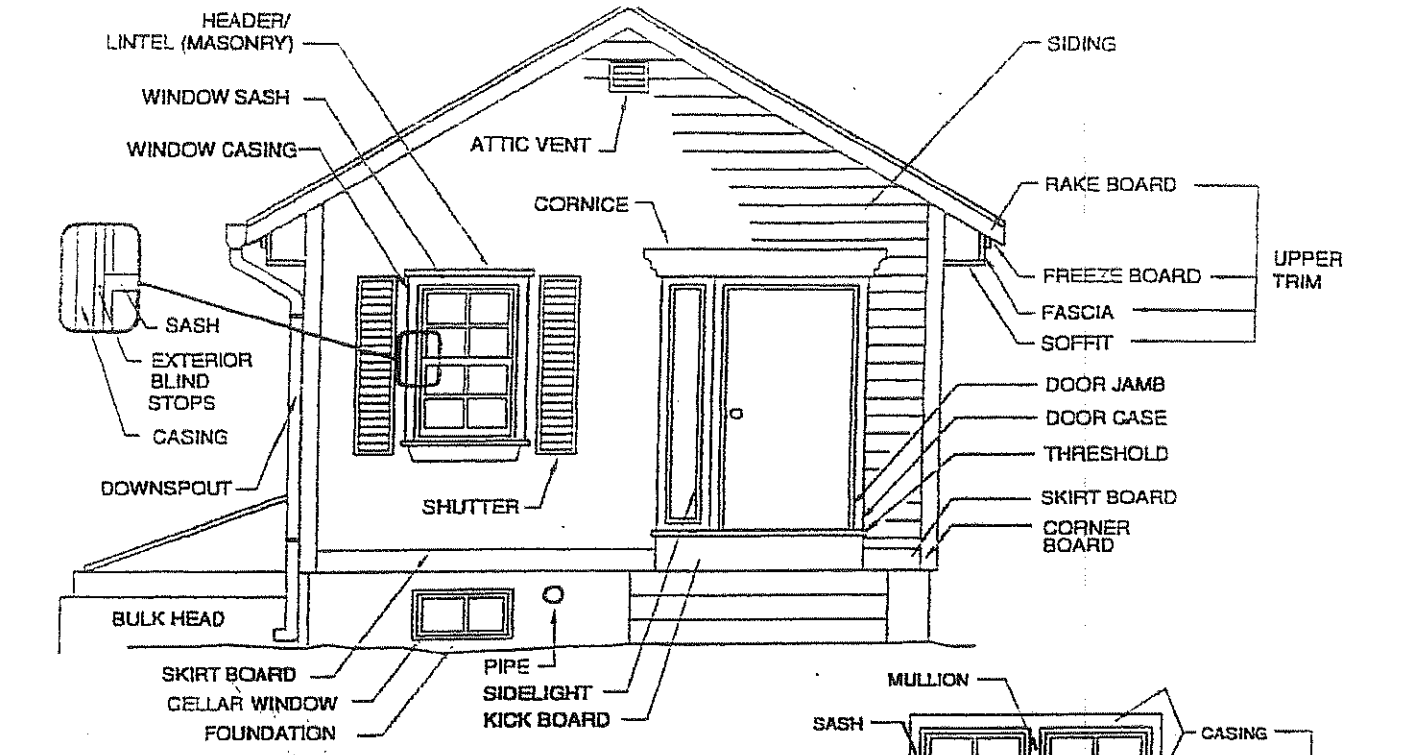 HEADER/
LINTEL (MASONRY)
SIDING
WINDOW SASH
WINDOW CASING
ATTIC VENT
RAKE BOARD
CORNICE
UPPER
TRIM
FREEZE BOARD
FASCIA
SOFFIT
SASH
EXTERIOR
BLIND
STOPS
CASING
DOOR JAMB
DOOR CASE
THRESHOLD
DOWNSPOUT
SHUTTER
SKIRT BOARD
CORNER
BOARD
BULK HEAD
SKIRT BOARD
CELLAR WINDOW
FOUNDATION
PIPE
SIDELIGHT
KICK BOARD
MULLION
SASH
CASING